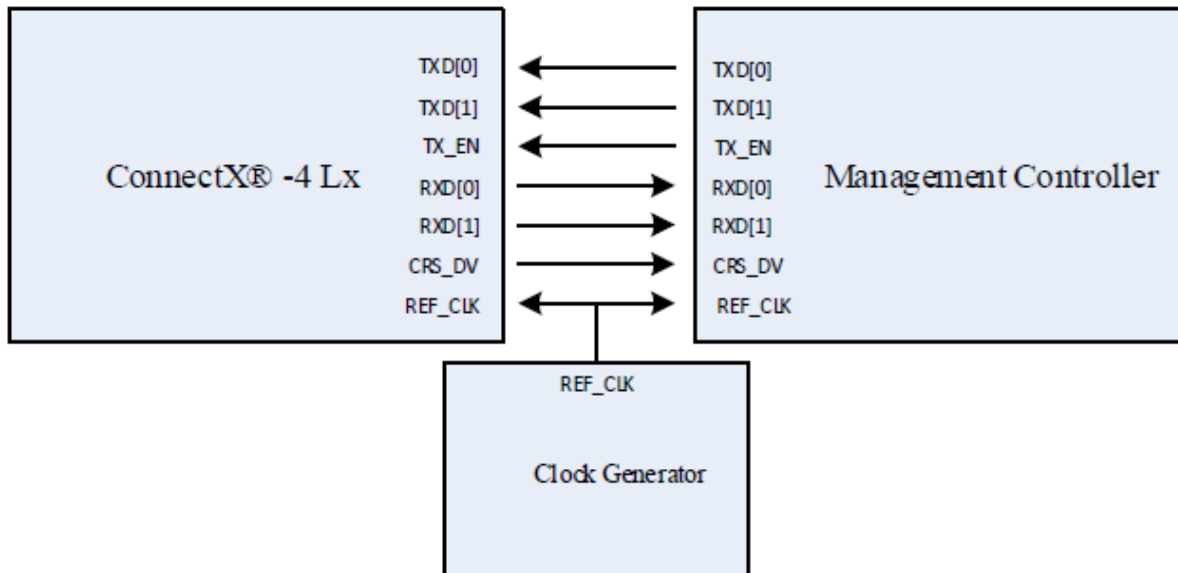 TXD[0]
TXD[1]
TX_EN
ConnectX® -4 Lx
RXD[0]
RXD[1]
CRS_DV
REF_CLK
TXD[0]
TXD[1]
TX_EN
Management Controller
RXD[0]
RXD[1]
CRS_DV
REF_CLK
REF_CLK
Clock Generator